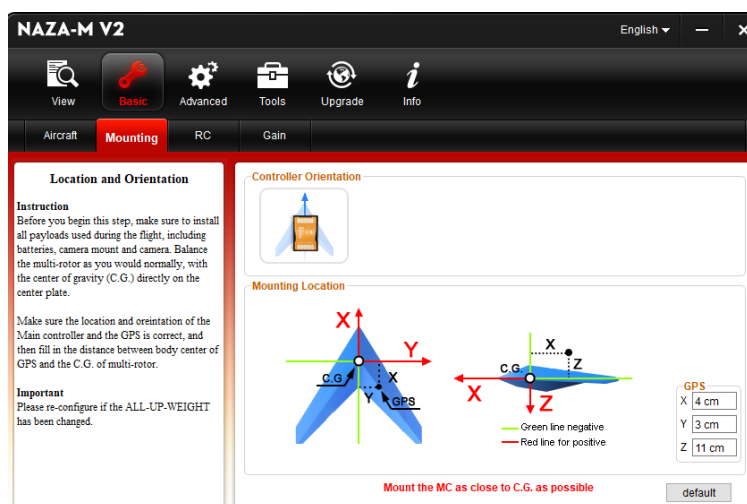 NAZA-M V2
English
View
Basic
Advanced
Tools
Upgrade
Info
Aircraft
Mounting
RC
Gain
Location and Orientation
Instruction
Before you begin this step, make sure to install
all payloads used during the flight, including
batteries, camera mount and camera. Balance
the multi-rotor as you would normally, with
the center of gravity (C.G.) directly on the
center plate.
Make sure the location and oreintation of the
Main controller and the GPS is correct, and
then fill in the distance between body center of
GPS and the C.G. of multi-rotor.
Important
Please re-configure if the ALL-UP-WEIGHT
has been changed.
Controller Orientation
Mounting Location
X
Y
C.G
X
Y
GPS
X
C.G.
Z
X
Z
Green line negative
Red line for positive
GPS
X 4 cm
Y 3 cm
Z 11 cm
Mount the MC as close to C.G. as possible
default